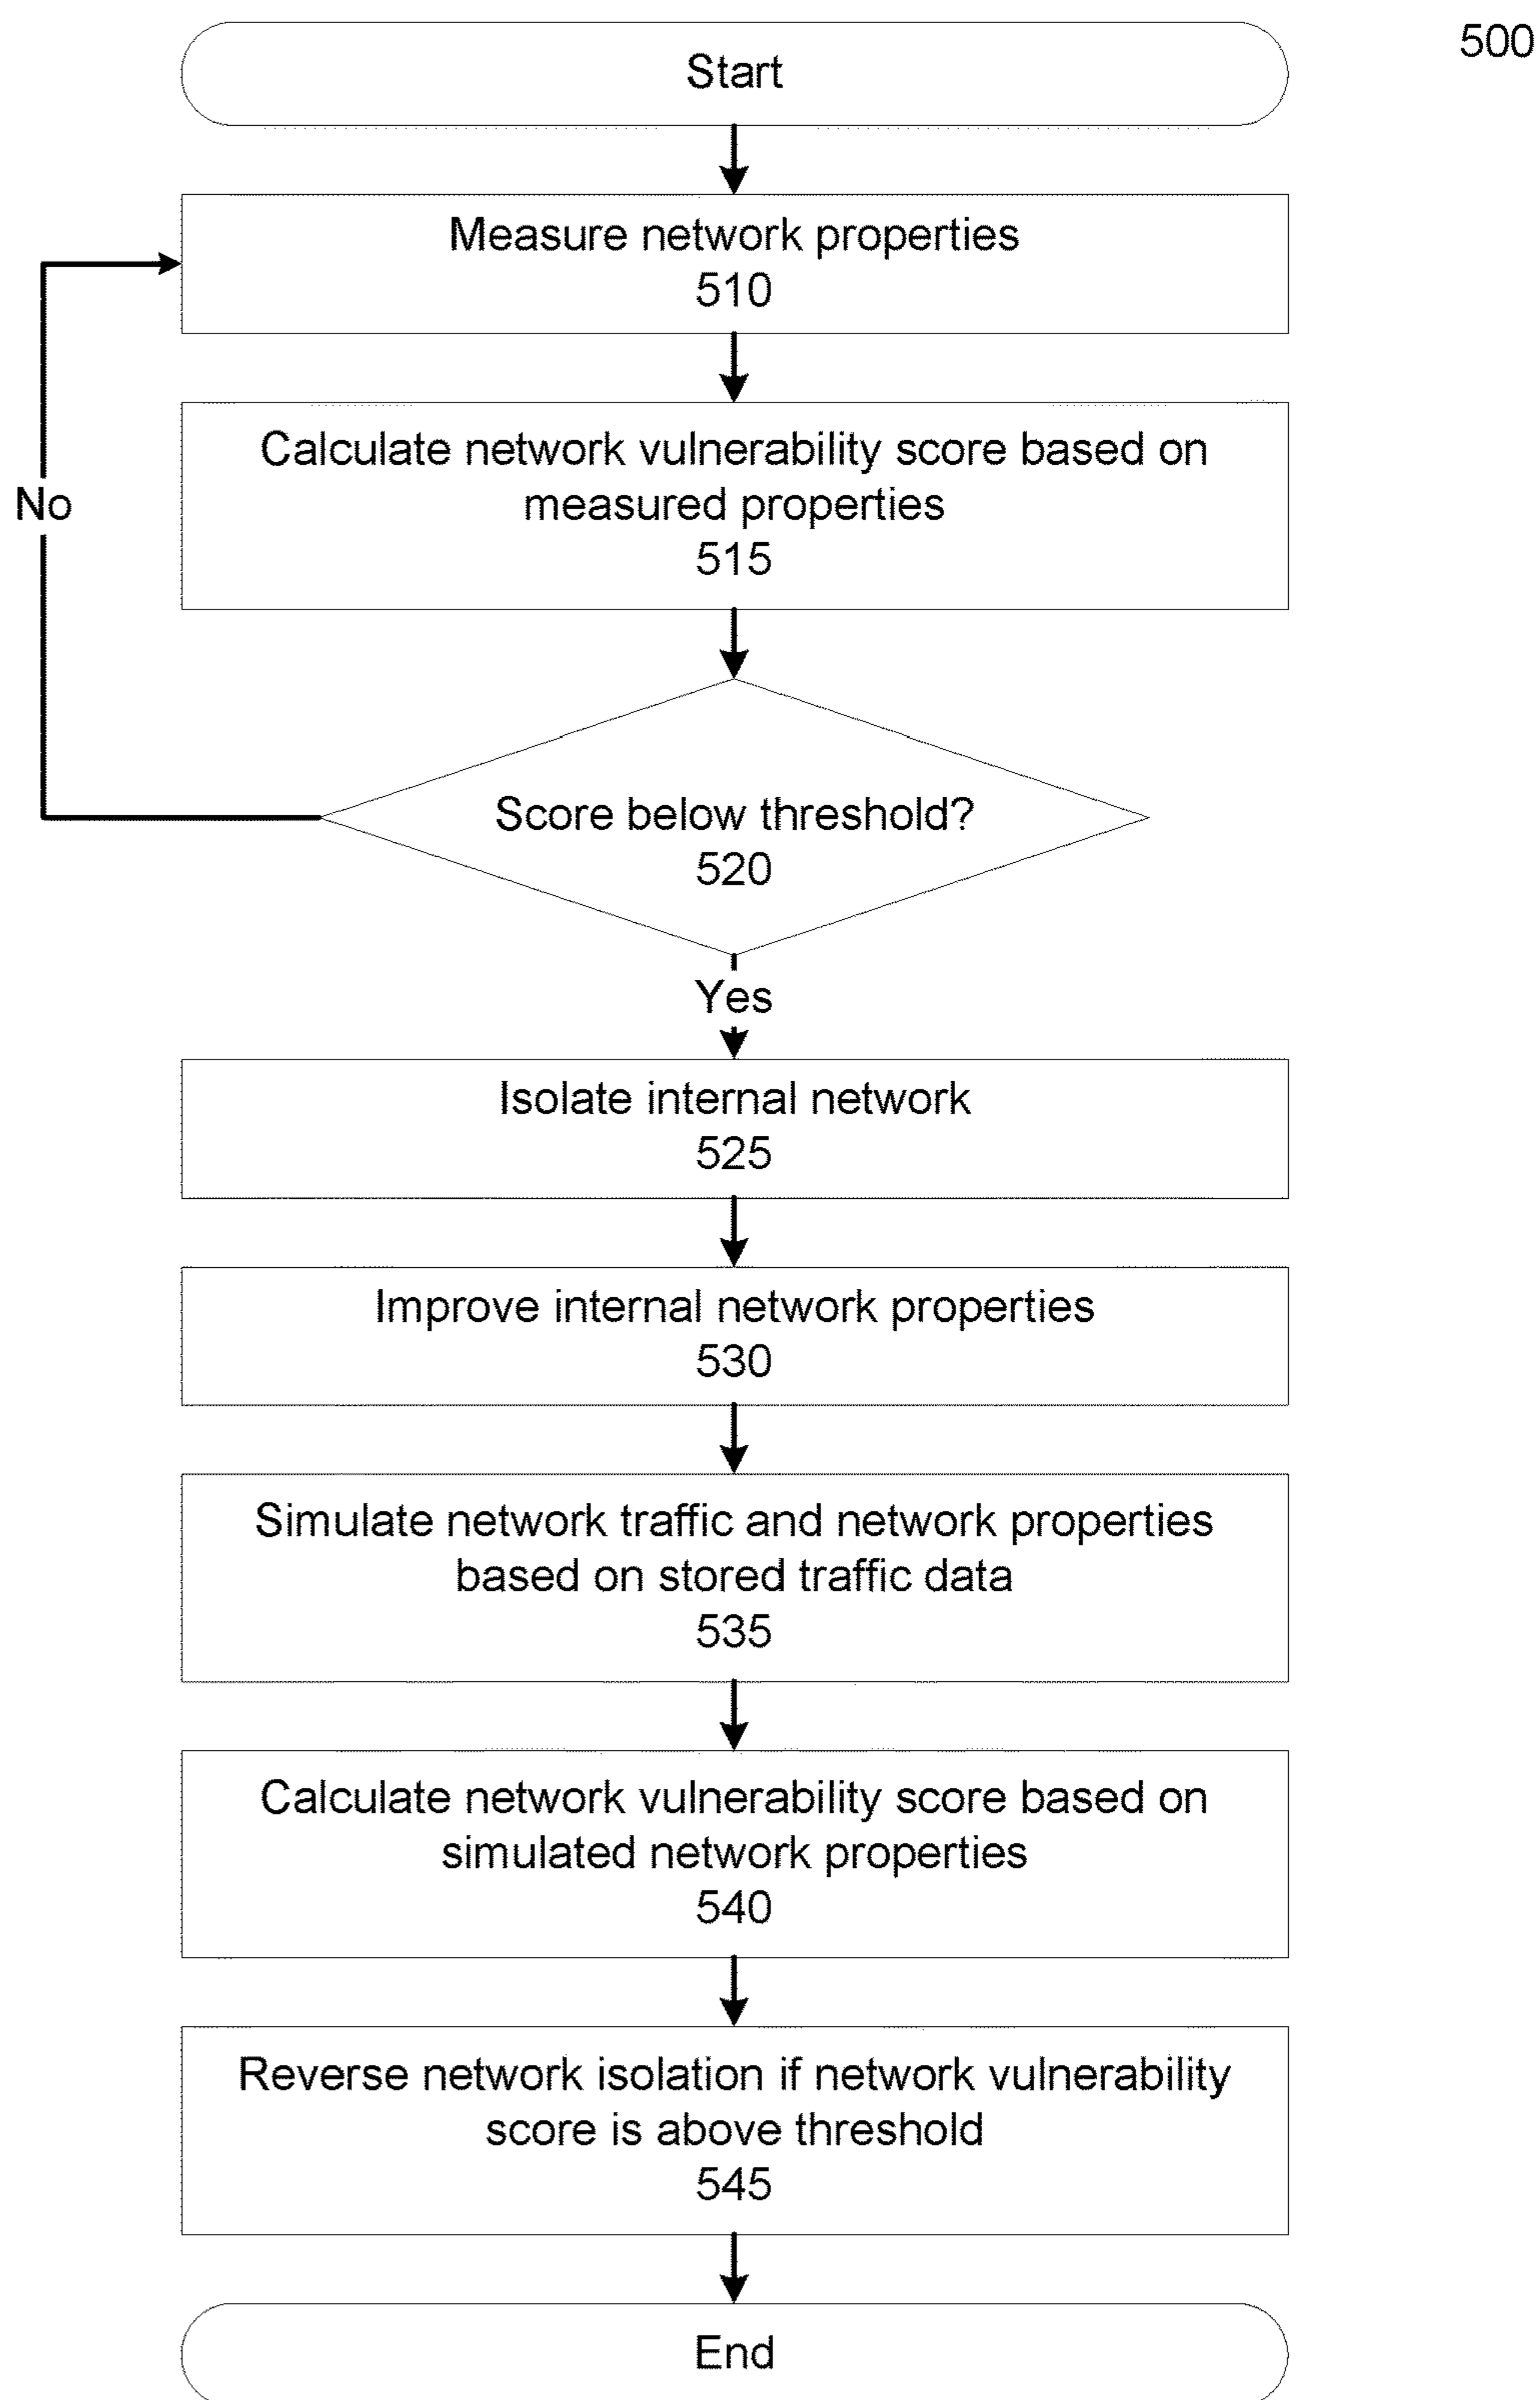 500
Start
Measure network properties
510
Calculate network vulnerability score based on
measured properties
515
No
Score below threshold?
520
Yes
Isolate internal network
525
Improve internal network properties
530
Simulate network traffic and network properties
based on stored traffic data
535
Calculate network vulnerability score based on
simulated network properties
540
Reverse network isolation if network vulnerability
score is above threshold
545
End